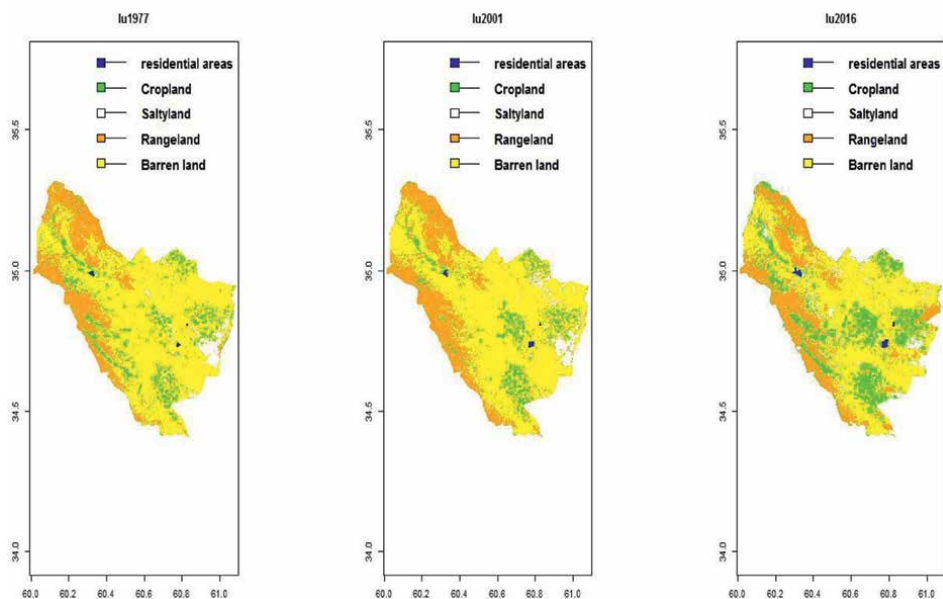 lu1977
residential areas
Cropland
Saltyland
Rangeland
Barren land
35.5
35.0
34.5
34.0
60.0 60.2 60.4 60.6 60.8 61.0
lu2001
residential areas
Cropland
Saltyland
Rangeland
Barren land
35.5
35.0
34.5
34.0
60.0 60.2 60.4 60.6 60.8 61.0
lu2016
residential areas
Cropland
Saltyland
Rangeland
Barren land
35.5
35.0
34.5
34.0
60.0 60.2 60.4 60.6 60.8 61.0